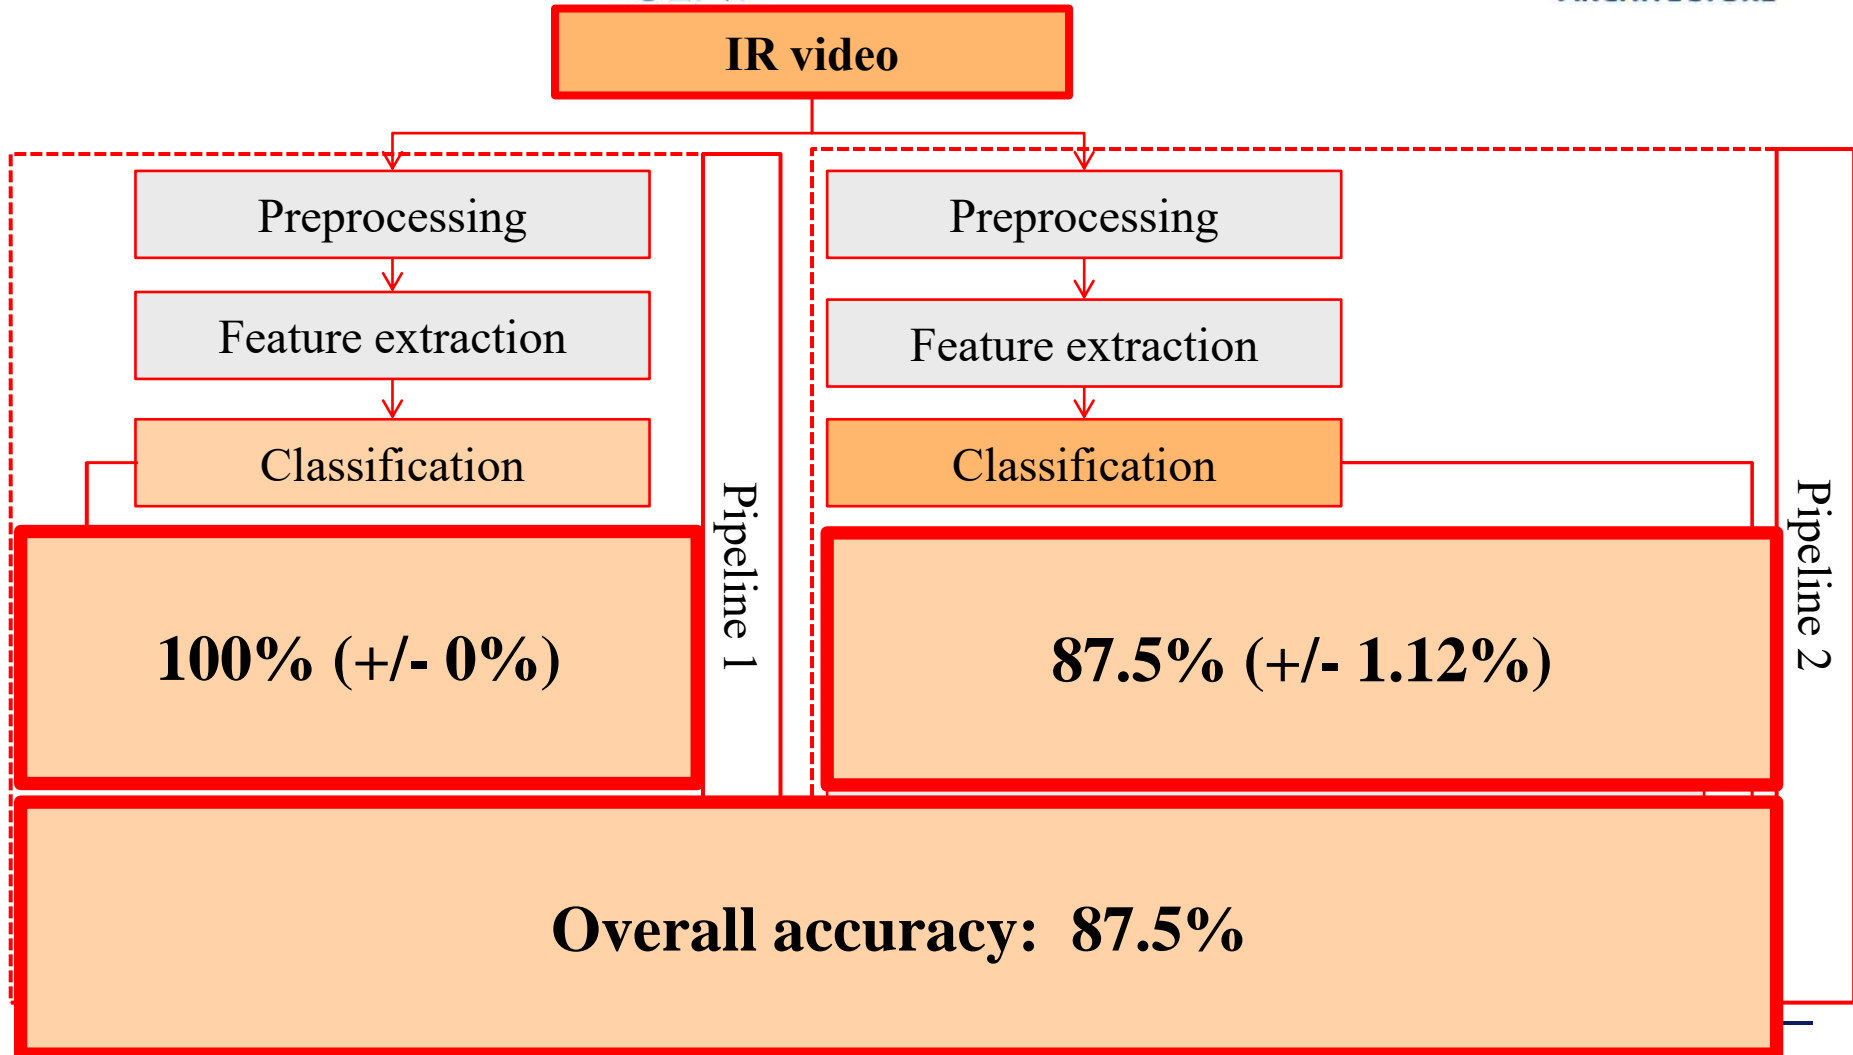 IR video
Preprocessing
Feature extraction
Classification
100% (+/- 0%)
Pipeline 1
Preprocessing
Feature extraction
Classification
87.5% (+/- 1.12%)
Pipeline 2
Overall accuracy: 87.5%